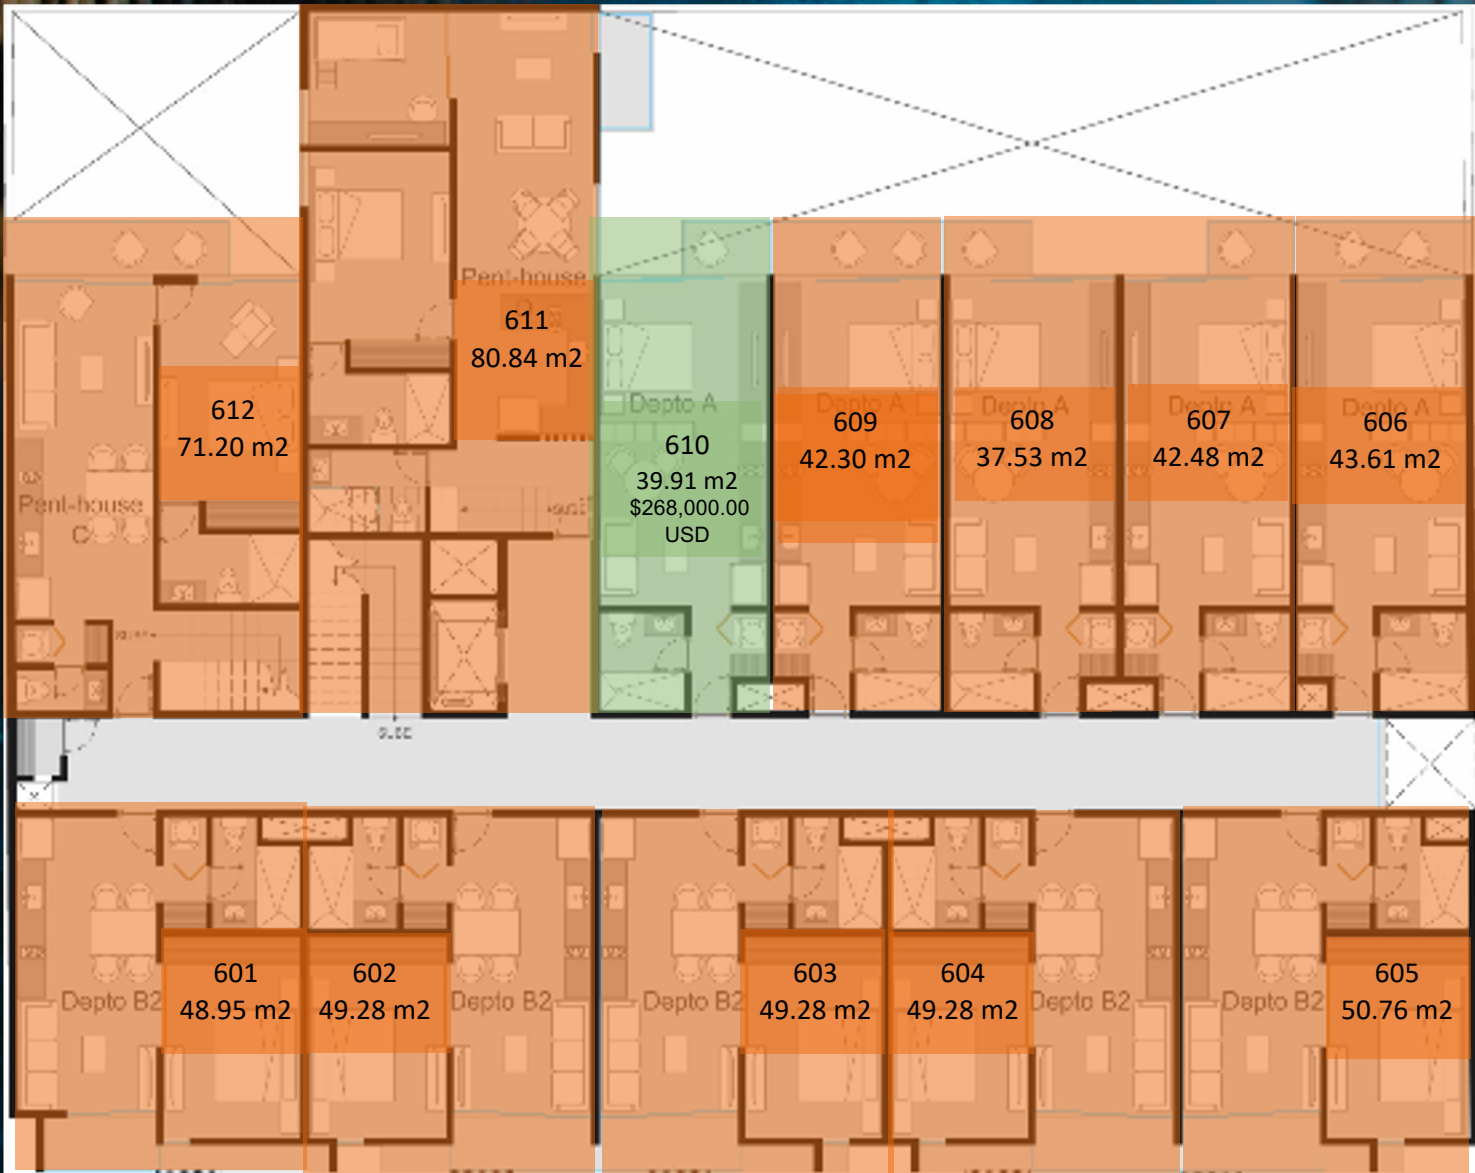 Pent-house
611
80.84 m2
612
71.20 m2
Pent-house
C
Depto A
610
39.91 m2
$268,000.00
USD
Depto A
609
42.30 m2
Depto A
608
37.53 m2
Depto A
607
42.48 m2
Depto A
606
43.61 m2
SUBE
601
48.95 m2
Depto B2
602
49.28 m2
Depto B2
603
49.28 m2
Depto B2
604
49.28 m2
Depto B2
605
50.76 m2
Depto B2